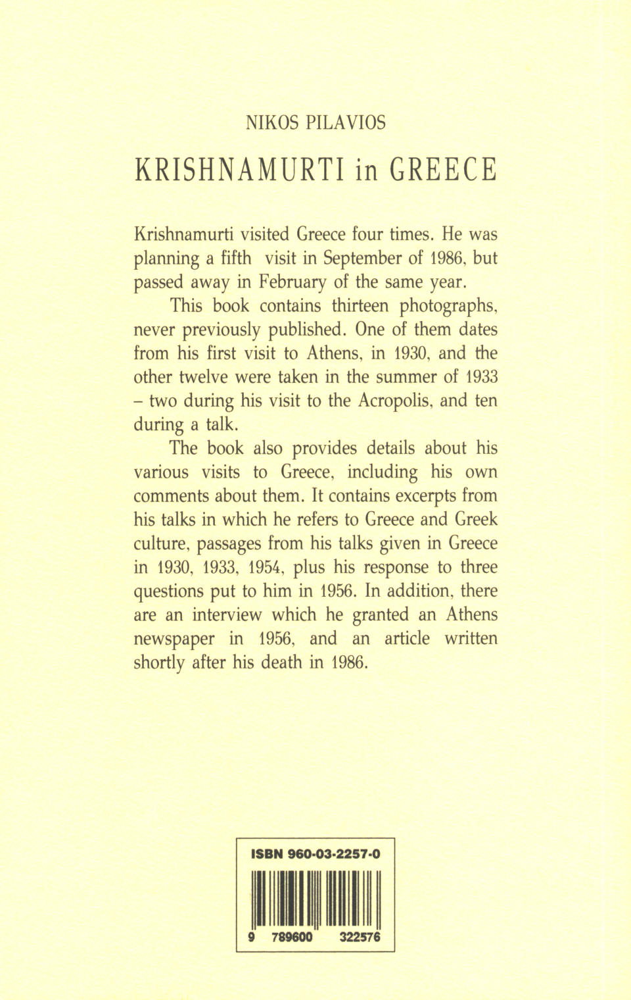 NIKOS PILAVIOS
KRISHNAMURTI in GREECE
Krishnamurti visited Greece four times. He was
planning a fifth visit in September of 1986, but
passed away in February of the same year.
This book contains thirteen photographs,
never previously published. One of them dates
from his first visit to Athens, in 1930, and the
other twelve were taken in the summer of 1933
– two during his visit to the Acropolis, and ten
during a talk.
The book also provides details about his
various visits to Greece, including his own
comments about them. It contains excerpts from
his talks in which he refers to Greece and Greek
culture, passages from his talks given in Greece
in 1930, 1933, 1954, plus his response to three
questions put to him in 1956. In addition, there
are an interview which he granted an Athens
newspaper in 1956, and an article written
shortly after his death in 1986.
ISBN 960-03-2257-0
9 789600 322576